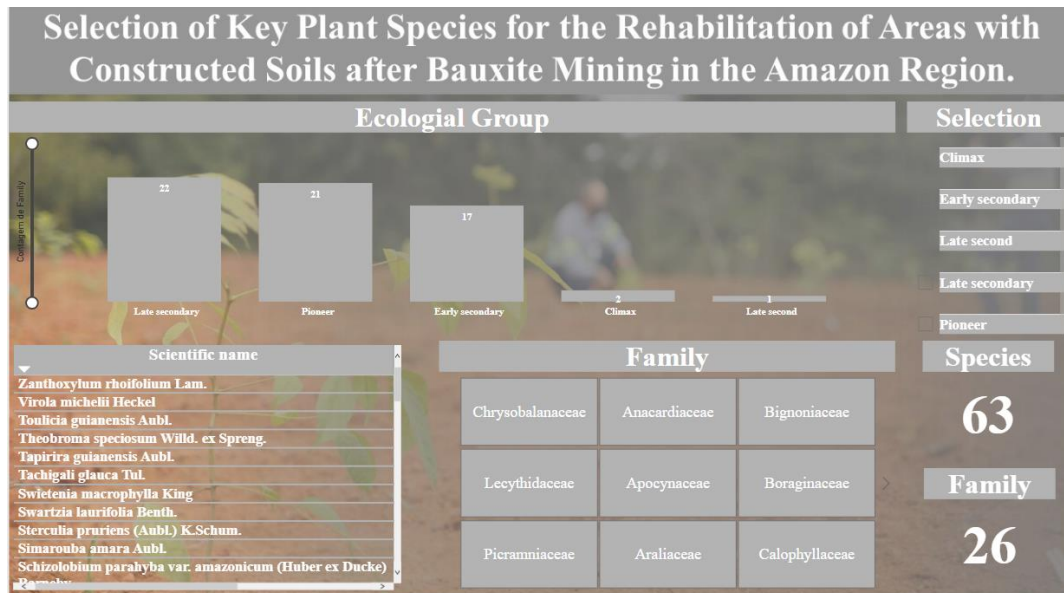 Selection of Key Plant Species for the Rehabilitation of Areas with
Constructed Soils after Bauxite Mining in the Amazon Region.
Ecologial Group
Selection
Contagem de Family
22
21
17
2
1
Late secondary
Pioneer
Early secondary
Climax
Late second
Climax
Early secondary
Late second
Late secondary
Pioneer
Scientific name
Zanthoxylum rhoifolium Lam.
Virola michelii Heckel
Toulicia guianensis Aubl.
Theobroma speciosum Willd. ex Spreng.
Tapirira guianensis Aubl.
Tachigali glauca Tul.
Swietenia macrophylla King
Swartzia laurifolia Benth.
Sterculia pruriens (Aubl.) K.Schum.
Simarouba amara Aubl.
Schizolobium parahyba var. amazonicum (Huber ex Ducke)
Barneby
Family
Chrysobalanaceae
Anacardiaceae
Bignoniaceae
Lecythidaceae
Apocynaceae
Boraginaceae
Picramniaceae
Araliaceae
Calophyllaceae
Species
63
Family
26